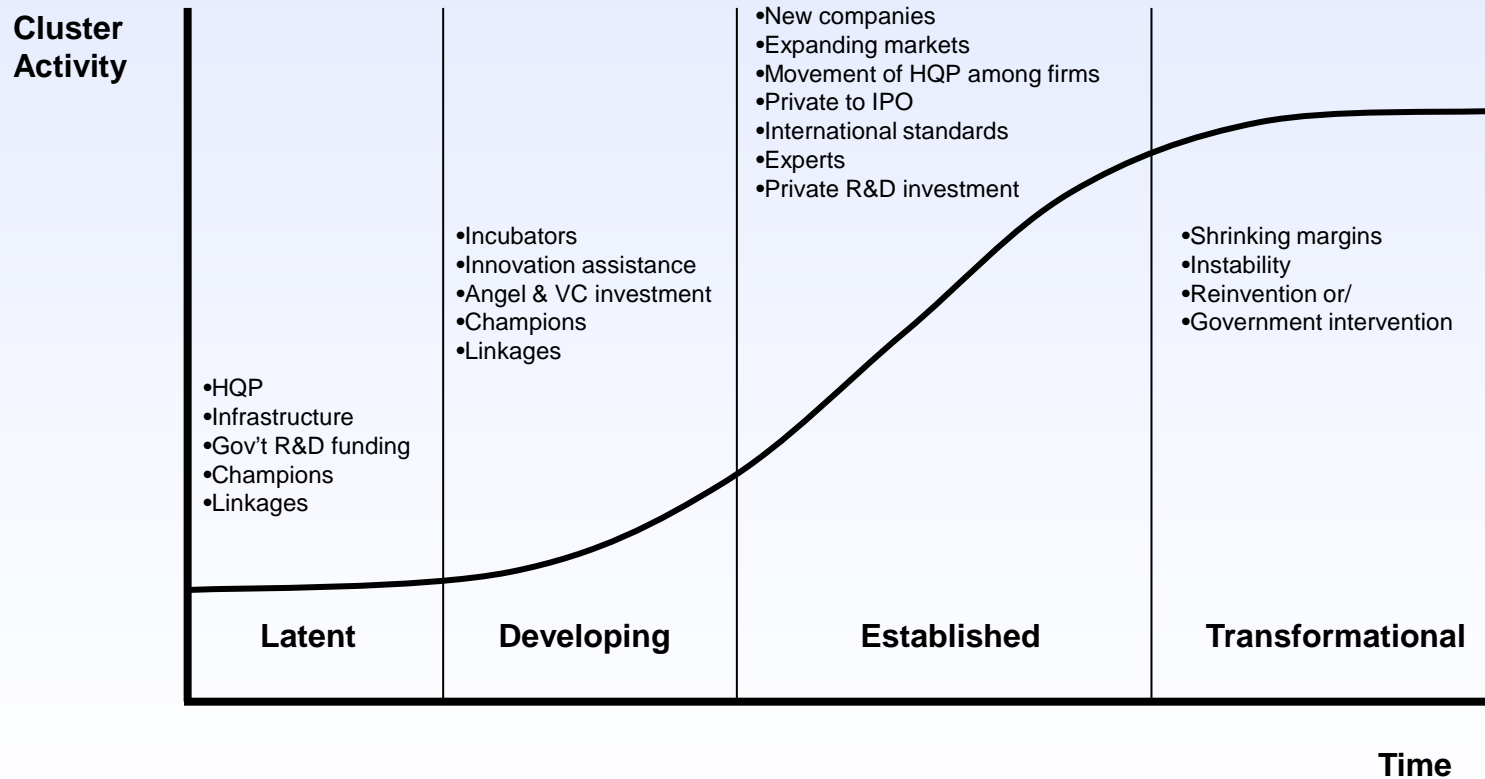 Cluster
Activity
•HQP
•Infrastructure
•Gov’t R&D funding
•Champions
•Linkages
•Incubators
•Innovation assistance
•Angel & VC investment
•Champions
•Linkages
•New companies
•Expanding markets
•Movement of HQP among firms
•Private to IPO
•International standards
•Experts
•Private R&D investment
•Shrinking margins
•Instability
•Reinvention or/
•Government intervention
Latent
Developing
Established
Transformational
Time